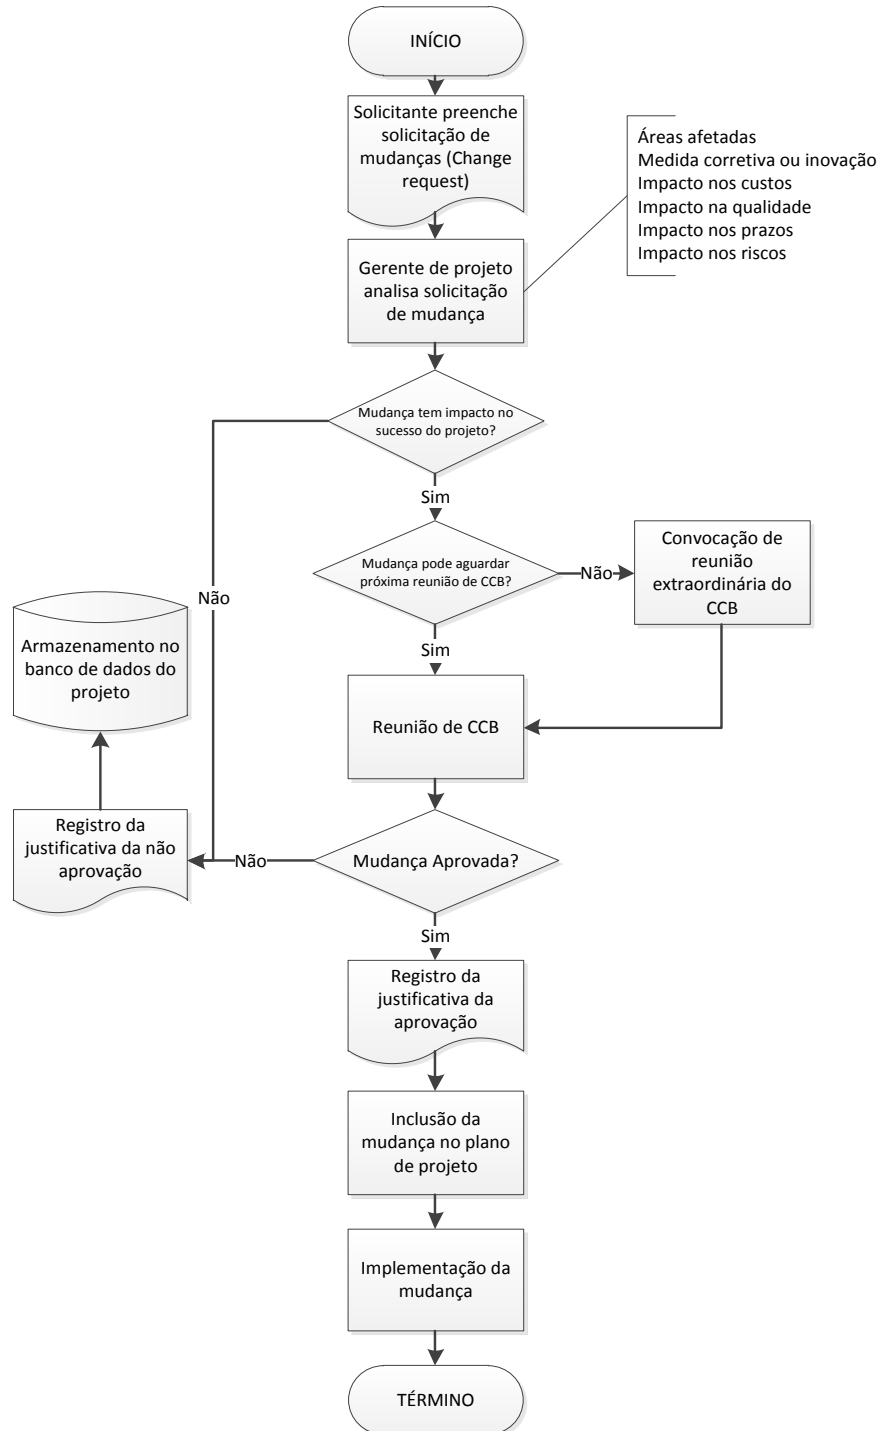 INÍCIO
Solicitante preenche
solicitação de
mudanças (Change
request)
Áreas afetadas
Medida corretiva ou inovação
Impacto nos custos
Impacto na qualidade
Impacto nos prazos
Impacto nos riscos
Gerente de projeto
analisa solicitação
de mudança
Mudança tem impacto no
sucesso do projeto?
Sim
Mudança pode aguardar
próxima reunião de CCB?
Não
Convocação de
reunião
extraordinária do
CCB
Não
Armazenamento no
banco de dados do
projeto
Sim
Reunião de CCB
Registro da
justificativa da não
aprovação
Não
Mudança Aprovada?
Sim
Registro da
justificativa da
aprovação
Inclusão da
mudança no plano
de projeto
Implementação da
mudança
TÉRMINO